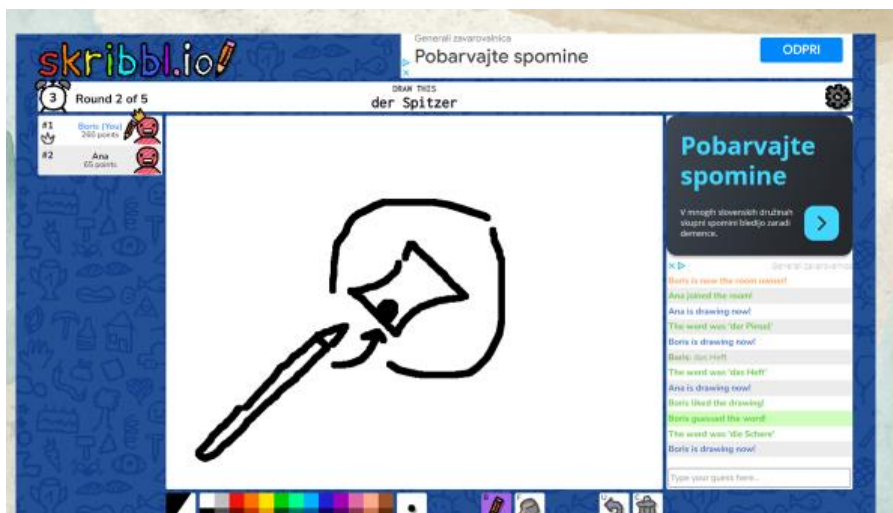 skribbl.io
Generali zavarovalnica
Pobarvajte spomine
ODPRI
3
Round 2 of 5
DRAW THIS
der Spitzer
#1
Boris (You)
260 points
#2
Ana
65 points
Pobarvajte
spomine
V mnogih slovenskih družinah
skupni spomini bledijo zaradi
demence.
Boris is now the room owner!
Ana joined the room!
Ana is drawing now!
The word was 'der Pinsel'
Boris is drawing now!
Boris: das Heft
The word was 'das Heft'
Ana is drawing now!
Boris liked the drawing!
Boris guessed the word!
The word was 'die Schere'
Boris is drawing now!
Type your guess here...
B
F
U
C